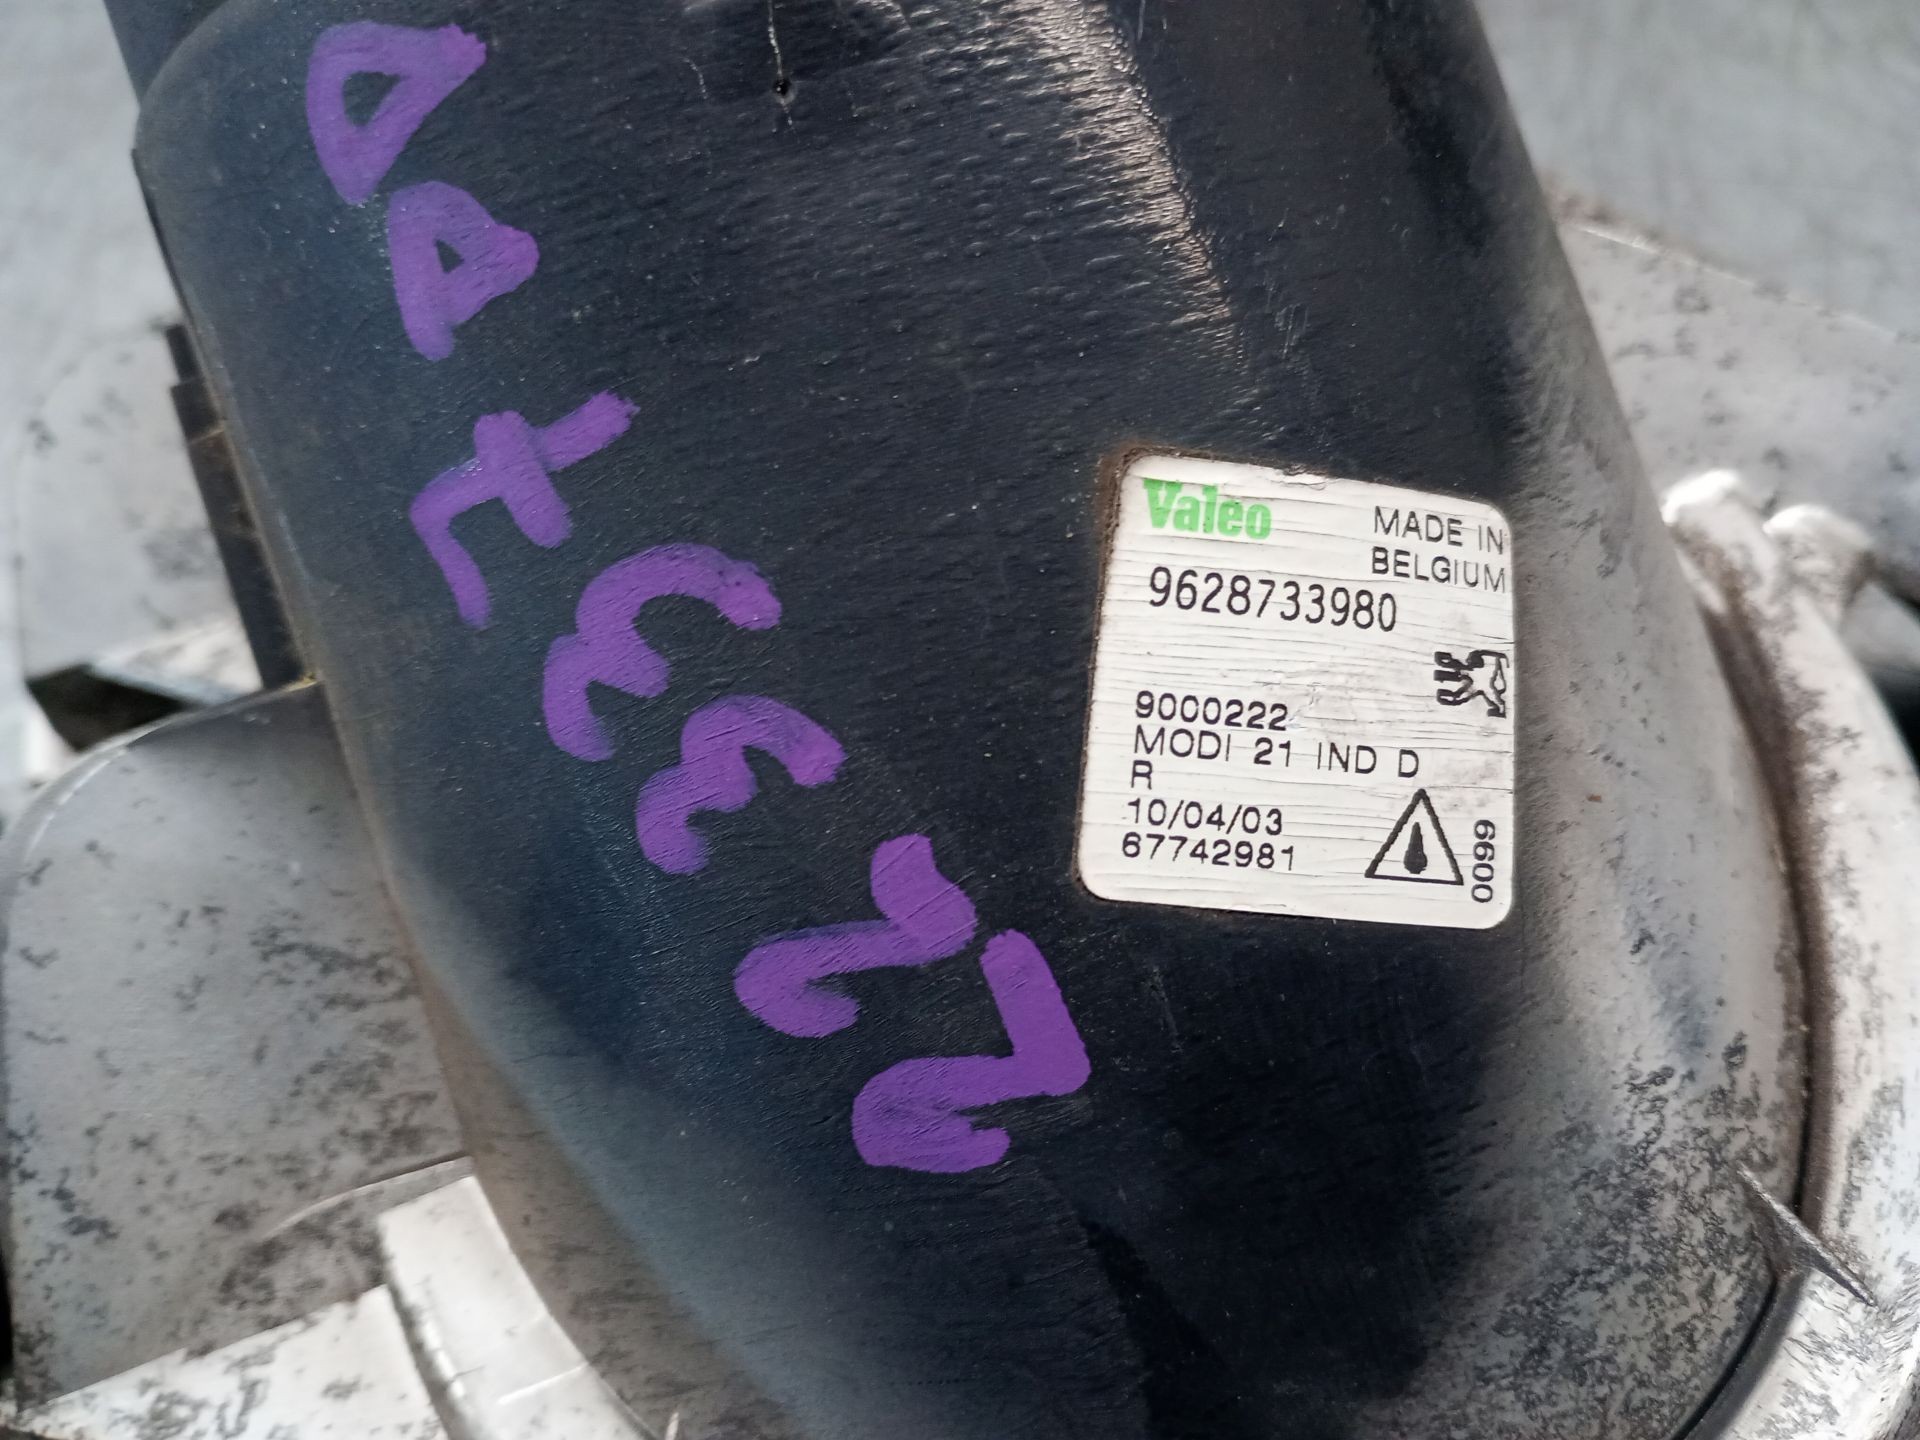 Valeo
MADE IN
BELGIUM
9628733980
9000222
MODI 21 IND D
R
10/04/03
67742981
0099